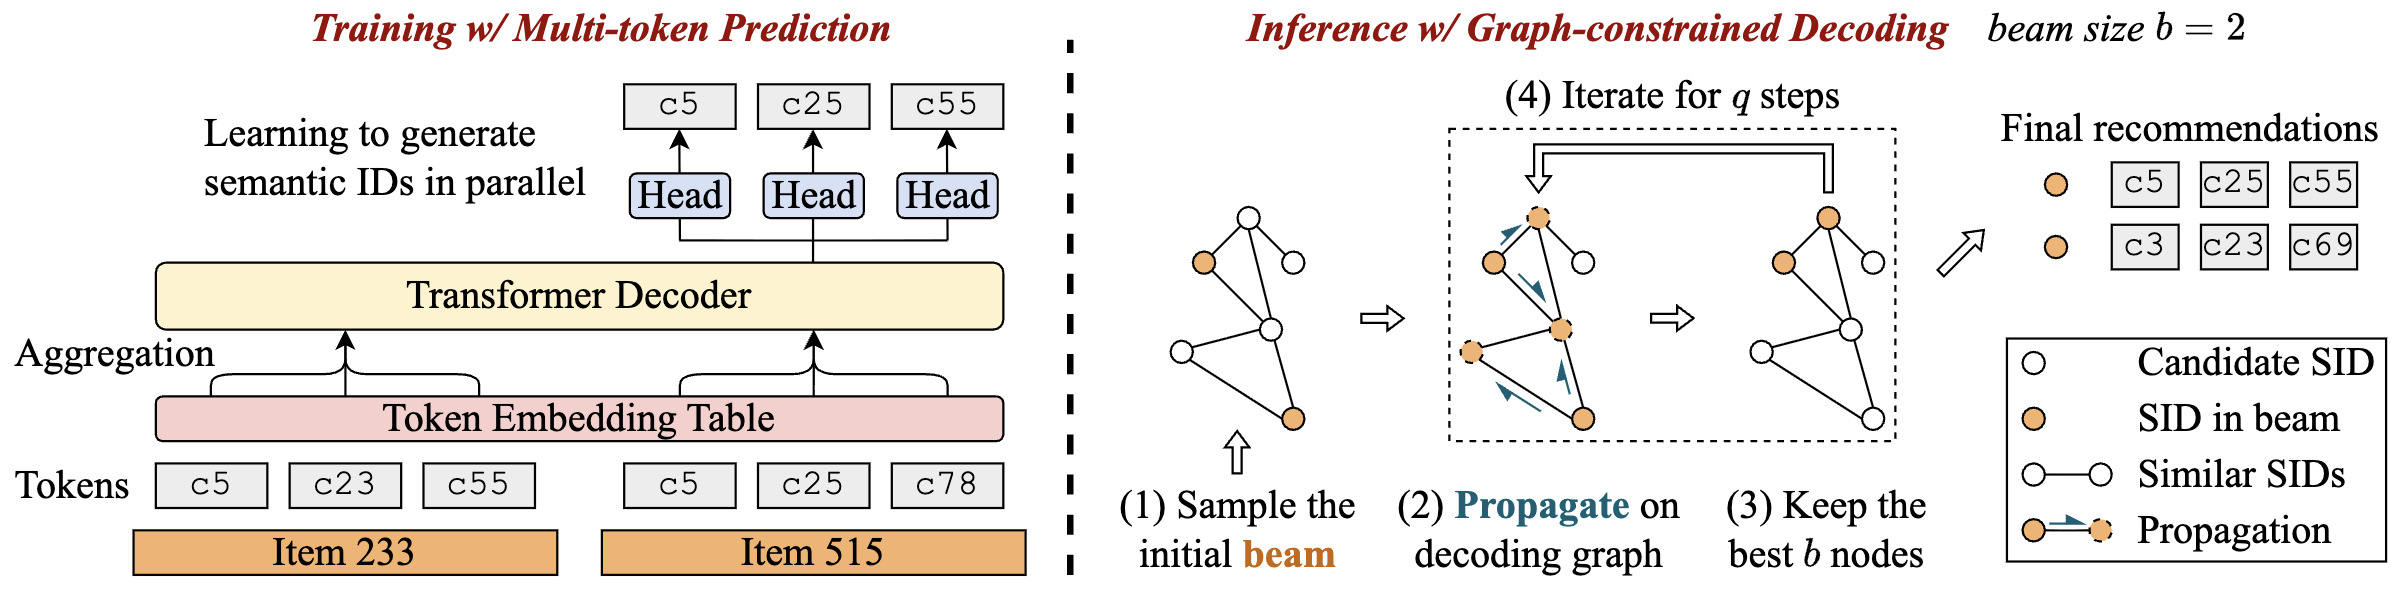 Training w/ Multi-token Prediction
c5 c25 c55
Learning to generate
semantic IDs in parallel
Head Head Head
Transformer Decoder
Aggregation
Token Embedding Table
Tokens c5 c23 c55 c5 c25 c78
Item 233 Item 515
Inference w/ Graph-constrained Decoding beam size b = 2
(4) Iterate for q steps
(1) Sample the
initial beam
(2) Propagate on
decoding graph
(3) Keep the
best b nodes
Final recommendations
c5 c25 c55
c3 c23 c69
Candidate SID
SID in beam
Similar SIDs
Propagation